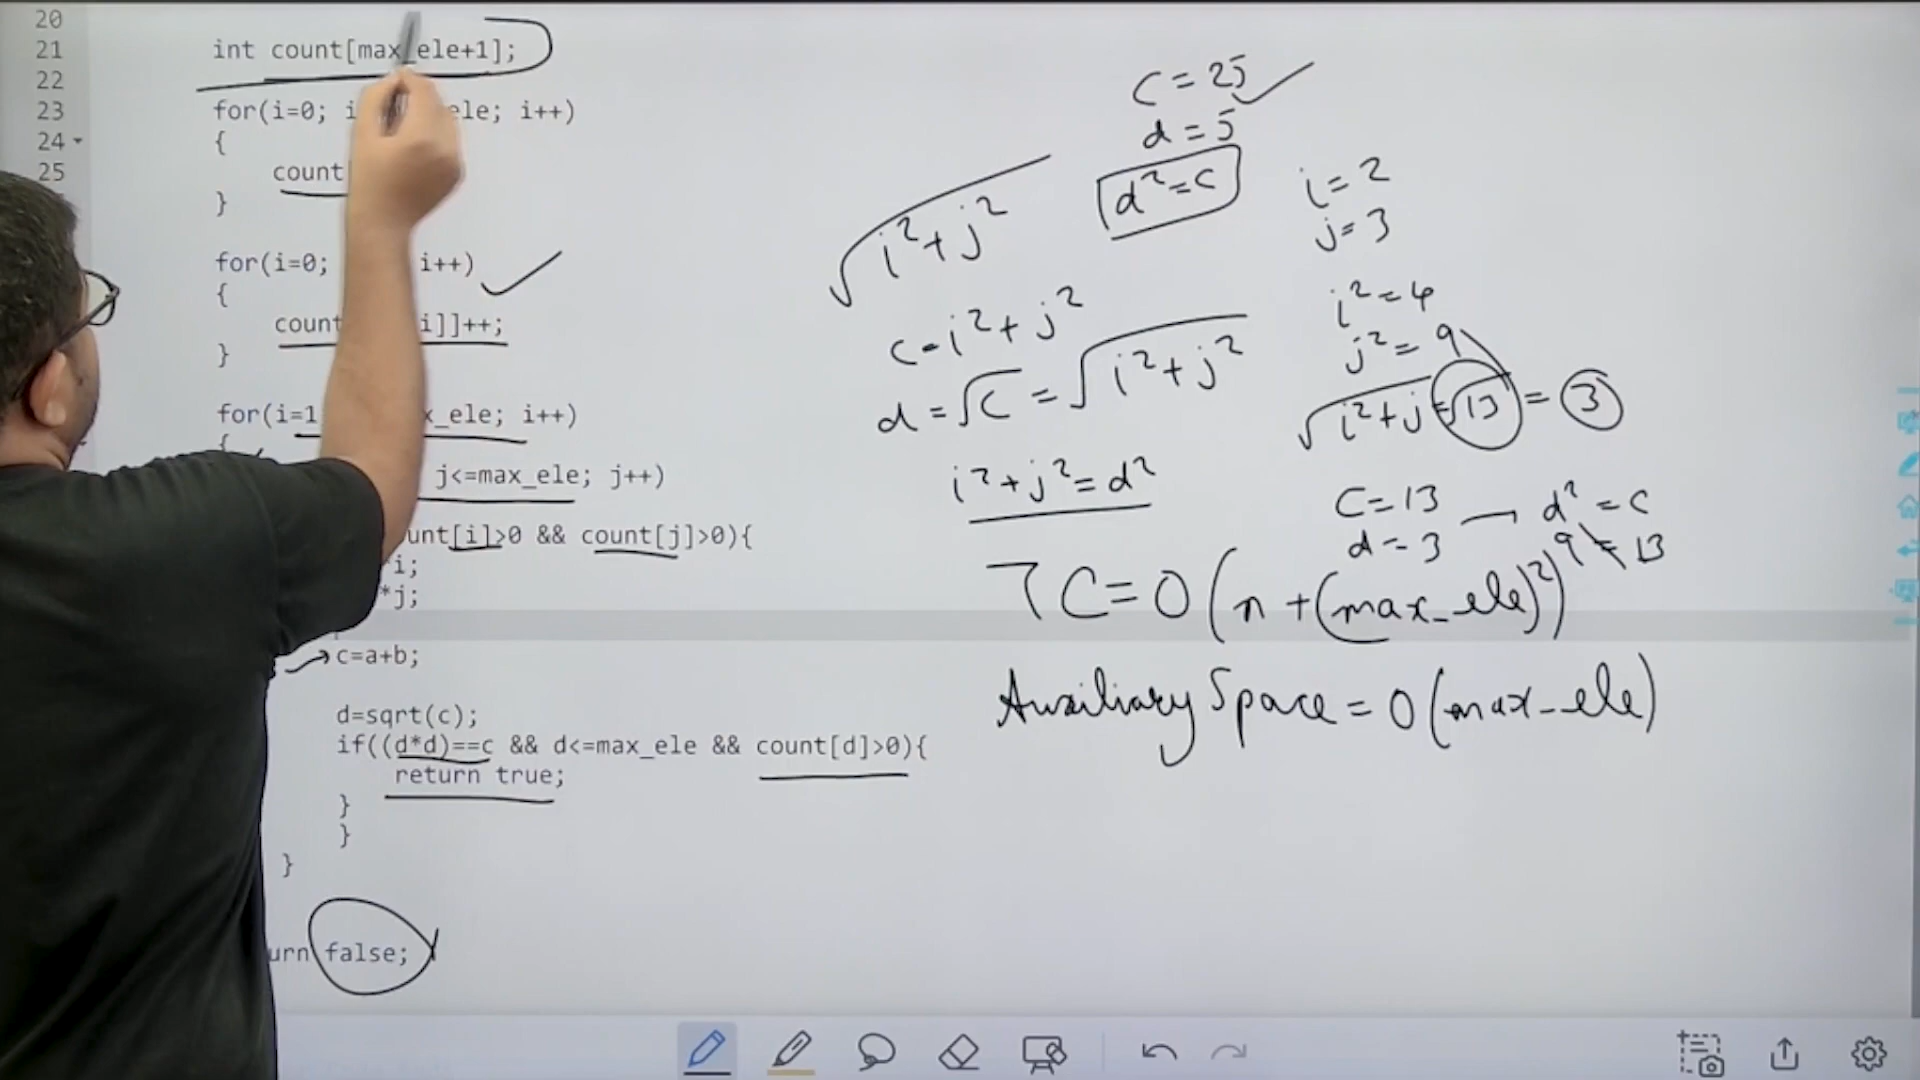 20
21 int count[max_ele+1];
22
23 for(i=0; i ele; i++)
24 {
25 count
}
for(i=0; i++)
{
count i]]++;
}
for(i=1 x_ele; i++)
{
j<=max_ele; j++)
unt[i]>0 && count[j]>0){
i;
*j;
c=a+b;
d=sqrt(c);
if((d*d)==c && d<=max_ele && count[d]>0){
return true;
}
}
}
urn false;
c = 25
d = 5
d² = c
√i²+j²
c = i²+j²
d = √c = √i²+j²
i²+j²=d²
i = 2
j = 3
i² = 4
j² = 9
√i²+j = √13 = 3
C = 13
d = 3
d² = c
9 = 13
TC = O(n + (max_ele)²)
Auxiliary Space = O(max_ele)